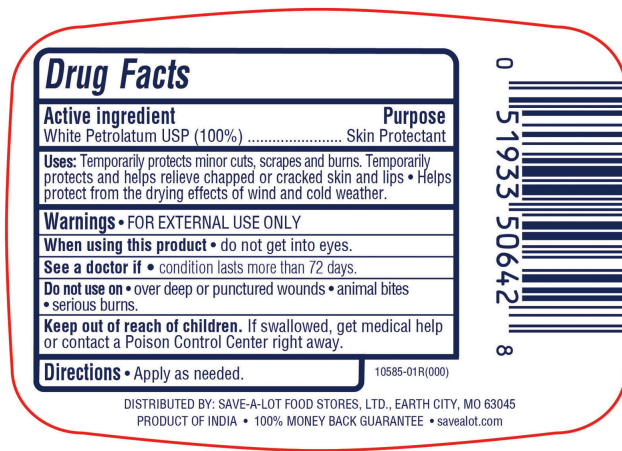 Drug Facts
Active ingredient Purpose
White Petrolatum USP (100%) ....................... Skin Protectant
Uses: Temporarily protects minor cuts, scrapes and burns. Temporarily
protects and helps relieve chapped or cracked skin and lips • Helps
protect from the drying effects of wind and cold weather.
Warnings • FOR EXTERNAL USE ONLY
When using this product • do not get into eyes.
See a doctor if • condition lasts more than 72 days.
Do not use on • over deep or punctured wounds • animal bites
• serious burns.
Keep out of reach of children. If swallowed, get medical help
or contact a Poison Control Center right away.
Directions • Apply as needed.
10585-01R(000)
DISTRIBUTED BY: SAVE-A-LOT FOOD STORES, LTD., EARTH CITY, MO 63045
PRODUCT OF INDIA • 100% MONEY BACK GUARANTEE • savealot.com
0 51933 50642 8